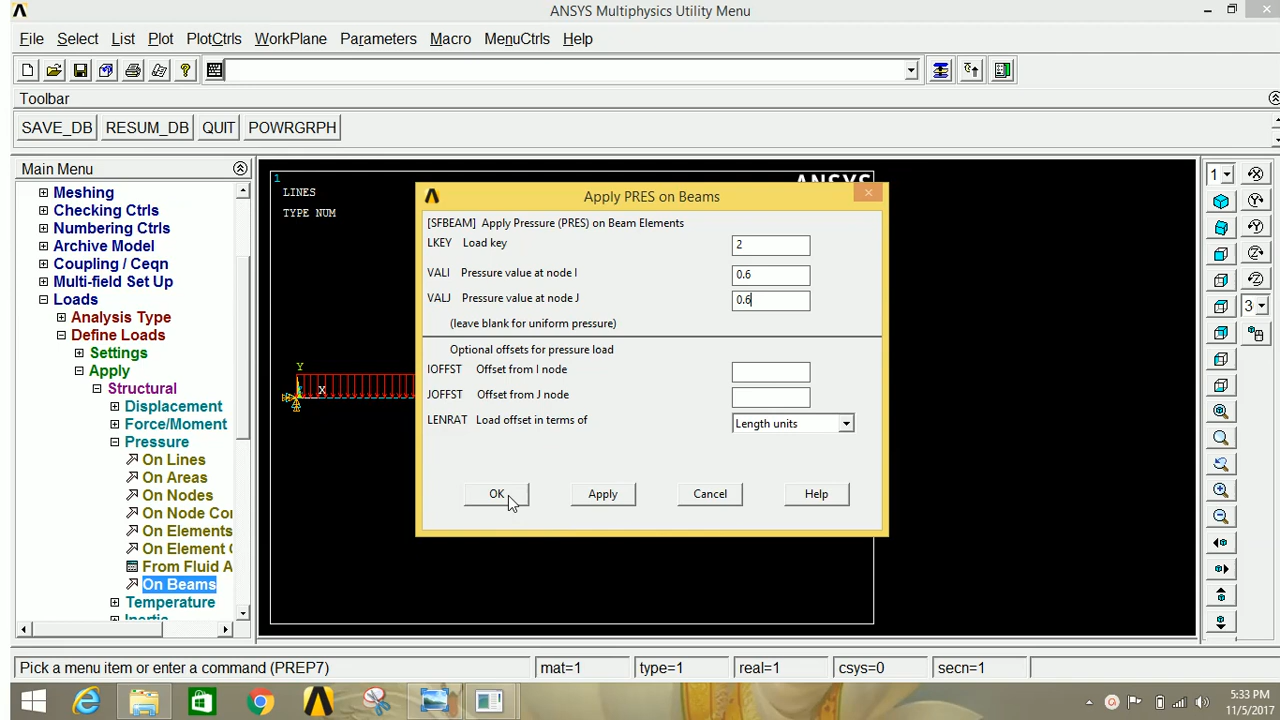 ANSYS Multiphysics Utility Menu
File Select List Plot PlotCtrls WorkPlane Parameters Macro MenuCtrls Help
Toolbar
SAVE_DB RESUM_DB QUIT POWRGRPH
Main Menu
Meshing
Checking Ctrls
Numbering Ctrls
Archive Model
Coupling / Ceqn
Multi-field Set Up
Loads
Analysis Type
Define Loads
Settings
Apply
Structural
Displacement
Force/Moment
Pressure
On Lines
On Areas
On Nodes
On Node Cor
On Elements
On Element C
From Fluid A
On Beams
Temperature
Inertic
1
LINES
TYPE NUM
ANSYS
Y
X
Apply PRES on Beams
[SFBEAM] Apply Pressure (PRES) on Beam Elements
LKEY Load key 2
VALI Pressure value at node I 0.6
VALJ Pressure value at node J 0.6
(leave blank for uniform pressure)
Optional offsets for pressure load
IOFFST Offset from I node
JOFFST Offset from J node
LENRAT Load offset in terms of Length units
OK Apply Cancel Help
1
3
Pick a menu item or enter a command (PREP7) mat=1 type=1 real=1 csys=0 secn=1
5:33 PM
11/5/2017